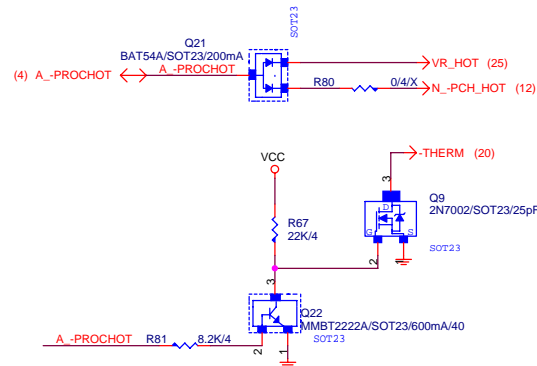 SOT23
Q21
BAT54A/SOT23/200mA
(4) A_-PROCHOT
A_-PROCHOT
VR_HOT (25)
R80
0/4/X
N_-PCH_HOT (12)
-THERM (20)
VCC
3
Q9
2N7002/SOT23/25pF
D
G
S
R67
22K/4
SOT23
2
1
3
Q22
MMBT2222A/SOT23/600mA/40
SOT23
A_-PROCHOT
R81
8.2K/4
2
1